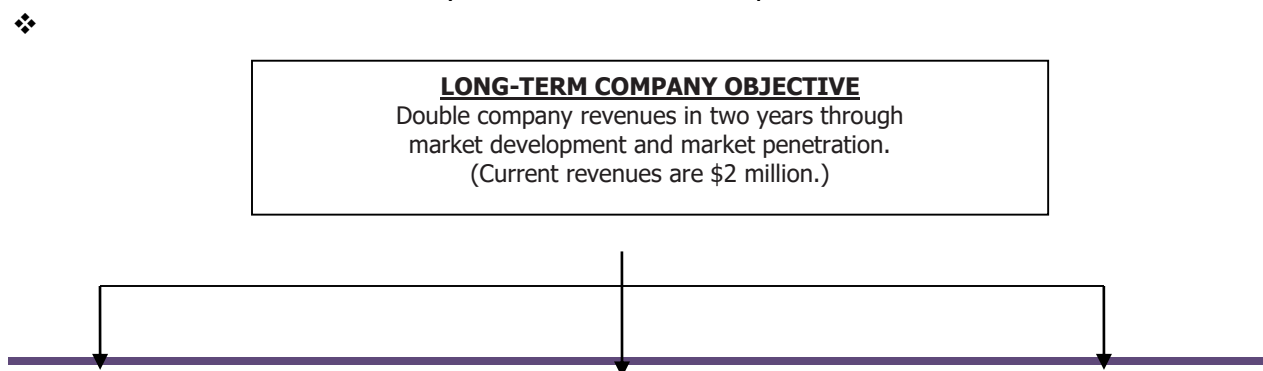 LONG-TERM COMPANY OBJECTIVE
Double company revenues in two years through
market development and market penetration.
(Current revenues are $2 million.)